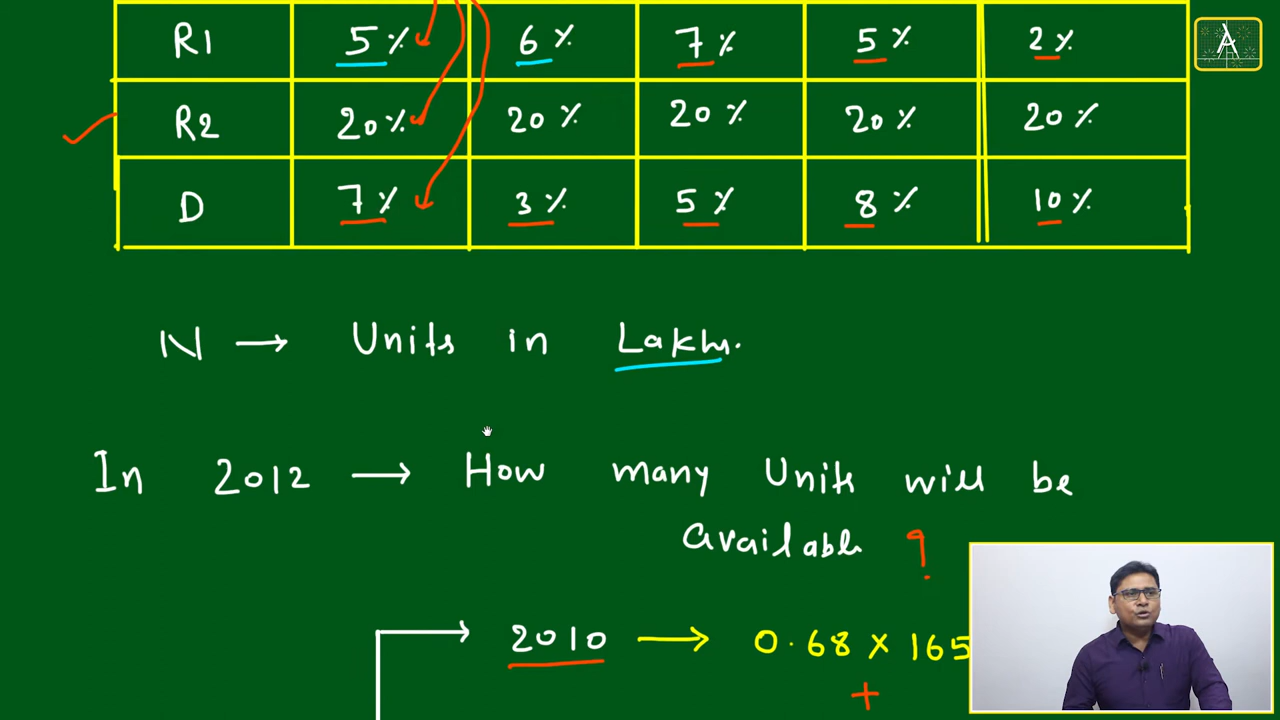 R1 5% 6% 7% 5% 2%
R2 20% 20% 20% 20% 20%
D 7% 3% 5% 8% 10%
N → Units in Lakh.
In 2012 → How many Units will be
available ?
2010 → 0.68 × 165
+